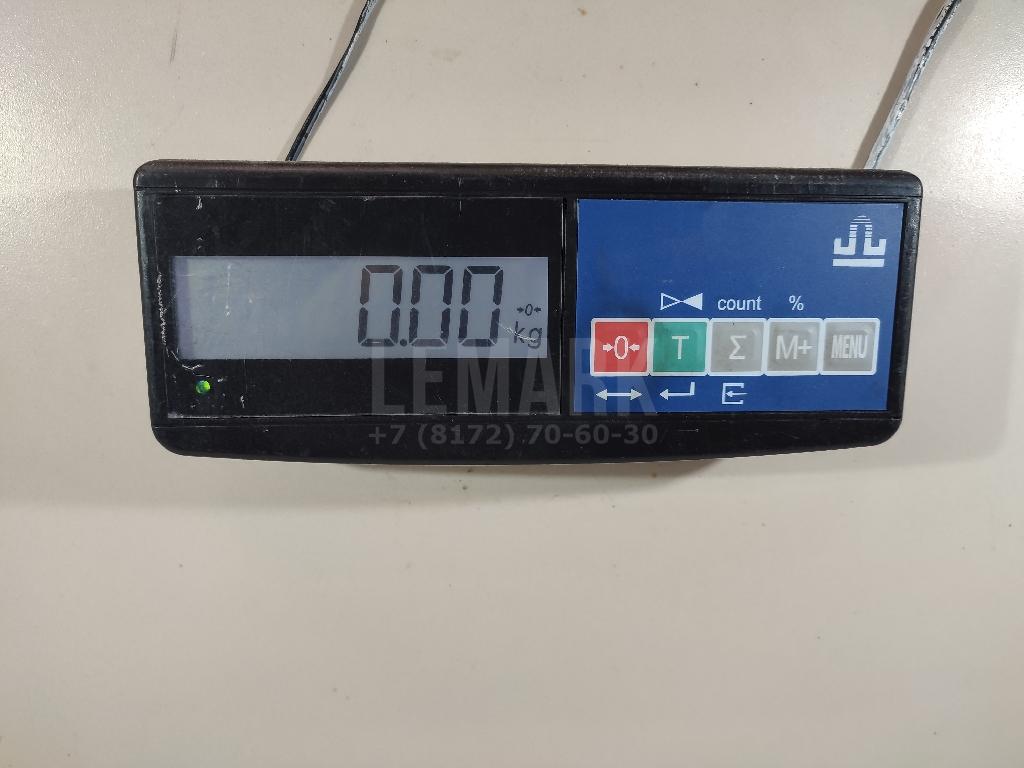 0.00
→0←
kg
count %
→0← T Σ M+ MENU
LEMARK
+7 (8172) 70-60-30